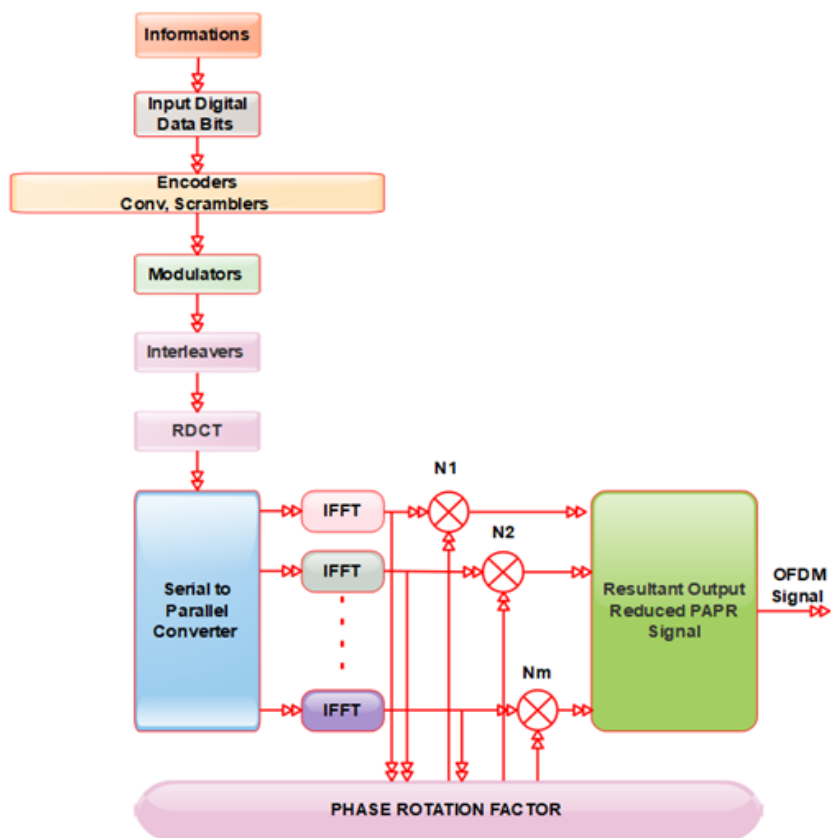 Informations
Input Digital
Data Bits
Encoders
Conv, Scramblers
Modulators
Interleavers
RDCT
Serial to
Parallel
Converter
IFFT
IFFT
IFFT
N1
N2
Nm
Resultant Output
Reduced PAPR
Signal
OFDM
Signal
PHASE ROTATION FACTOR